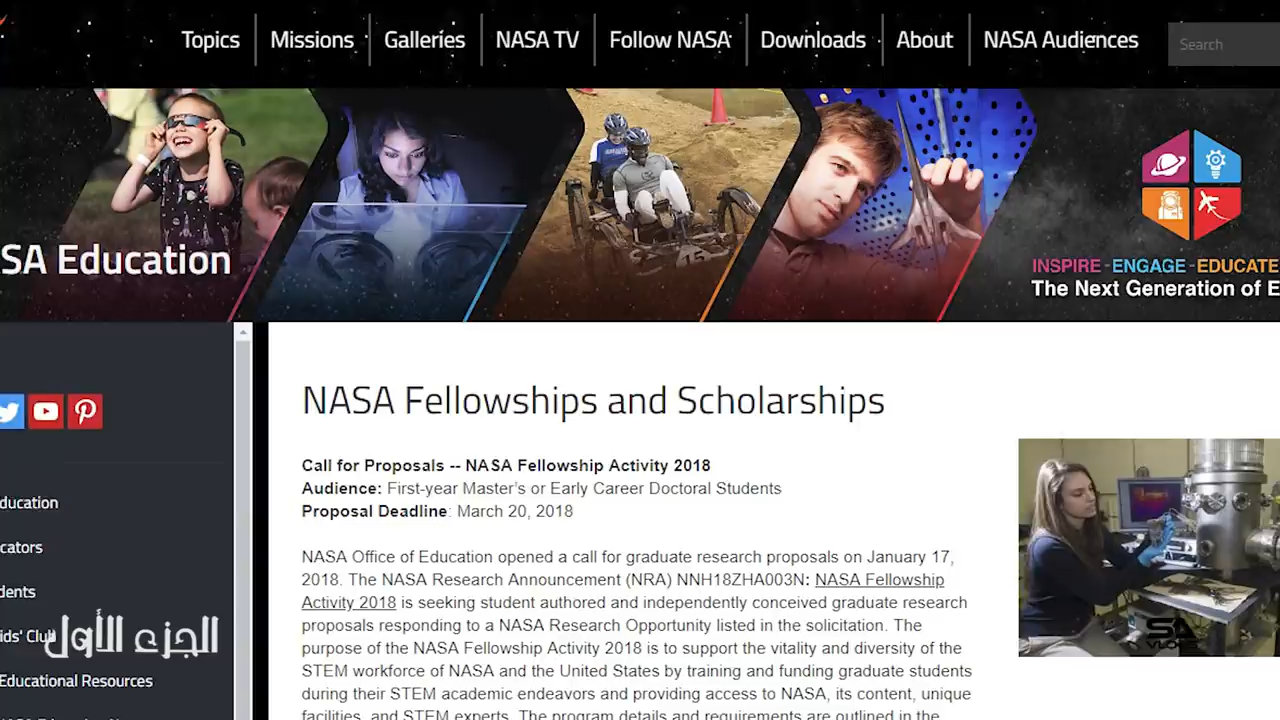 Topics
Missions
Galleries
NASA TV
Follow NASA
Downloads
About
NASA Audiences
Search
SA Education
15
INSPIRE - ENGAGE - EDUCATE
The Next Generation of E
NASA Fellowships and Scholarships
Call for Proposals -- NASA Fellowship Activity 2018
Audience: First-year Master's or Early Career Doctoral Students
Proposal Deadline: March 20, 2018
NASA Office of Education opened a call for graduate research proposals on January 17,
2018. The NASA Research Announcement (NRA) NNH18ZHA003N: NASA Fellowship
Activity 2018 is seeking student authored and independently conceived graduate research
proposals responding to a NASA Research Opportunity listed in the solicitation. The
purpose of the NASA Fellowship Activity 2018 is to support the vitality and diversity of the
STEM workforce of NASA and the United States by training and funding graduate students
during their STEM academic endeavors and providing access to NASA, its content, unique
facilities, and STEM experts. The program details and requirements are outlined in the
ducation
cators
dents
ids' Club
الجزء الأول
Educational Resources
SA
VLOG